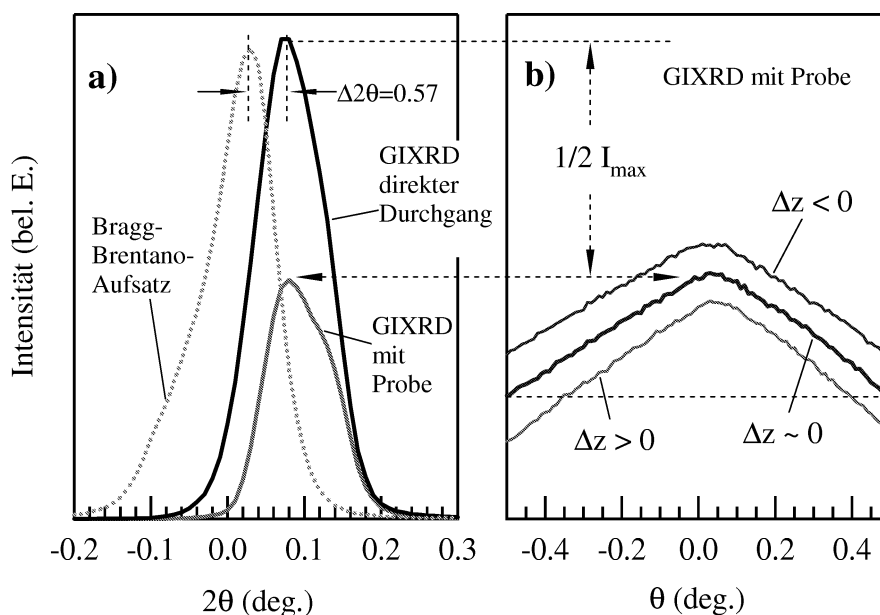 a)
Δ2θ=0.57
GIXRD
direkter
Durchgang
Bragg-
Brentano-
Aufsatz
GIXRD
mit
Probe
Intensität (bel. E.)
-0.2 -0.1 0.0 0.1 0.2 0.3
2θ (deg.)
b)
GIXRD mit Probe
1/2 Imax
Δz < 0
Δz > 0
Δz ~ 0
-0.4 -0.2 0.0 0.2 0.4
θ (deg.)